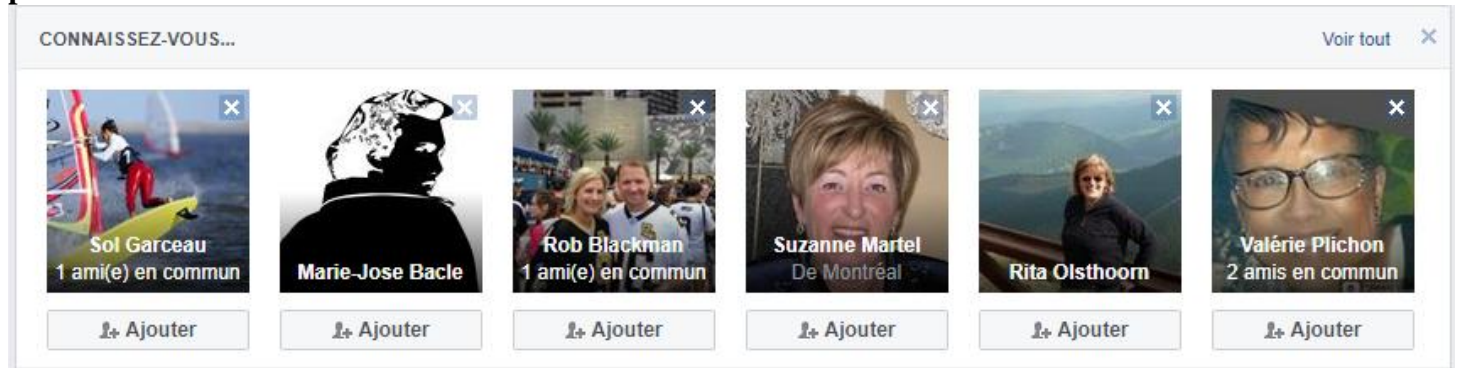 CONNAISSEZ-VOUS...
Voir tout
Sol Garceau
1 ami(e) en commun
Marie-Jose Bacle
Rob Blackman
1 ami(e) en commun
Suzanne Martel
De Montréal
Rita Olsthoorn
Valérie Plichon
2 amis en commun
Ajouter
Ajouter
Ajouter
Ajouter
Ajouter
Ajouter